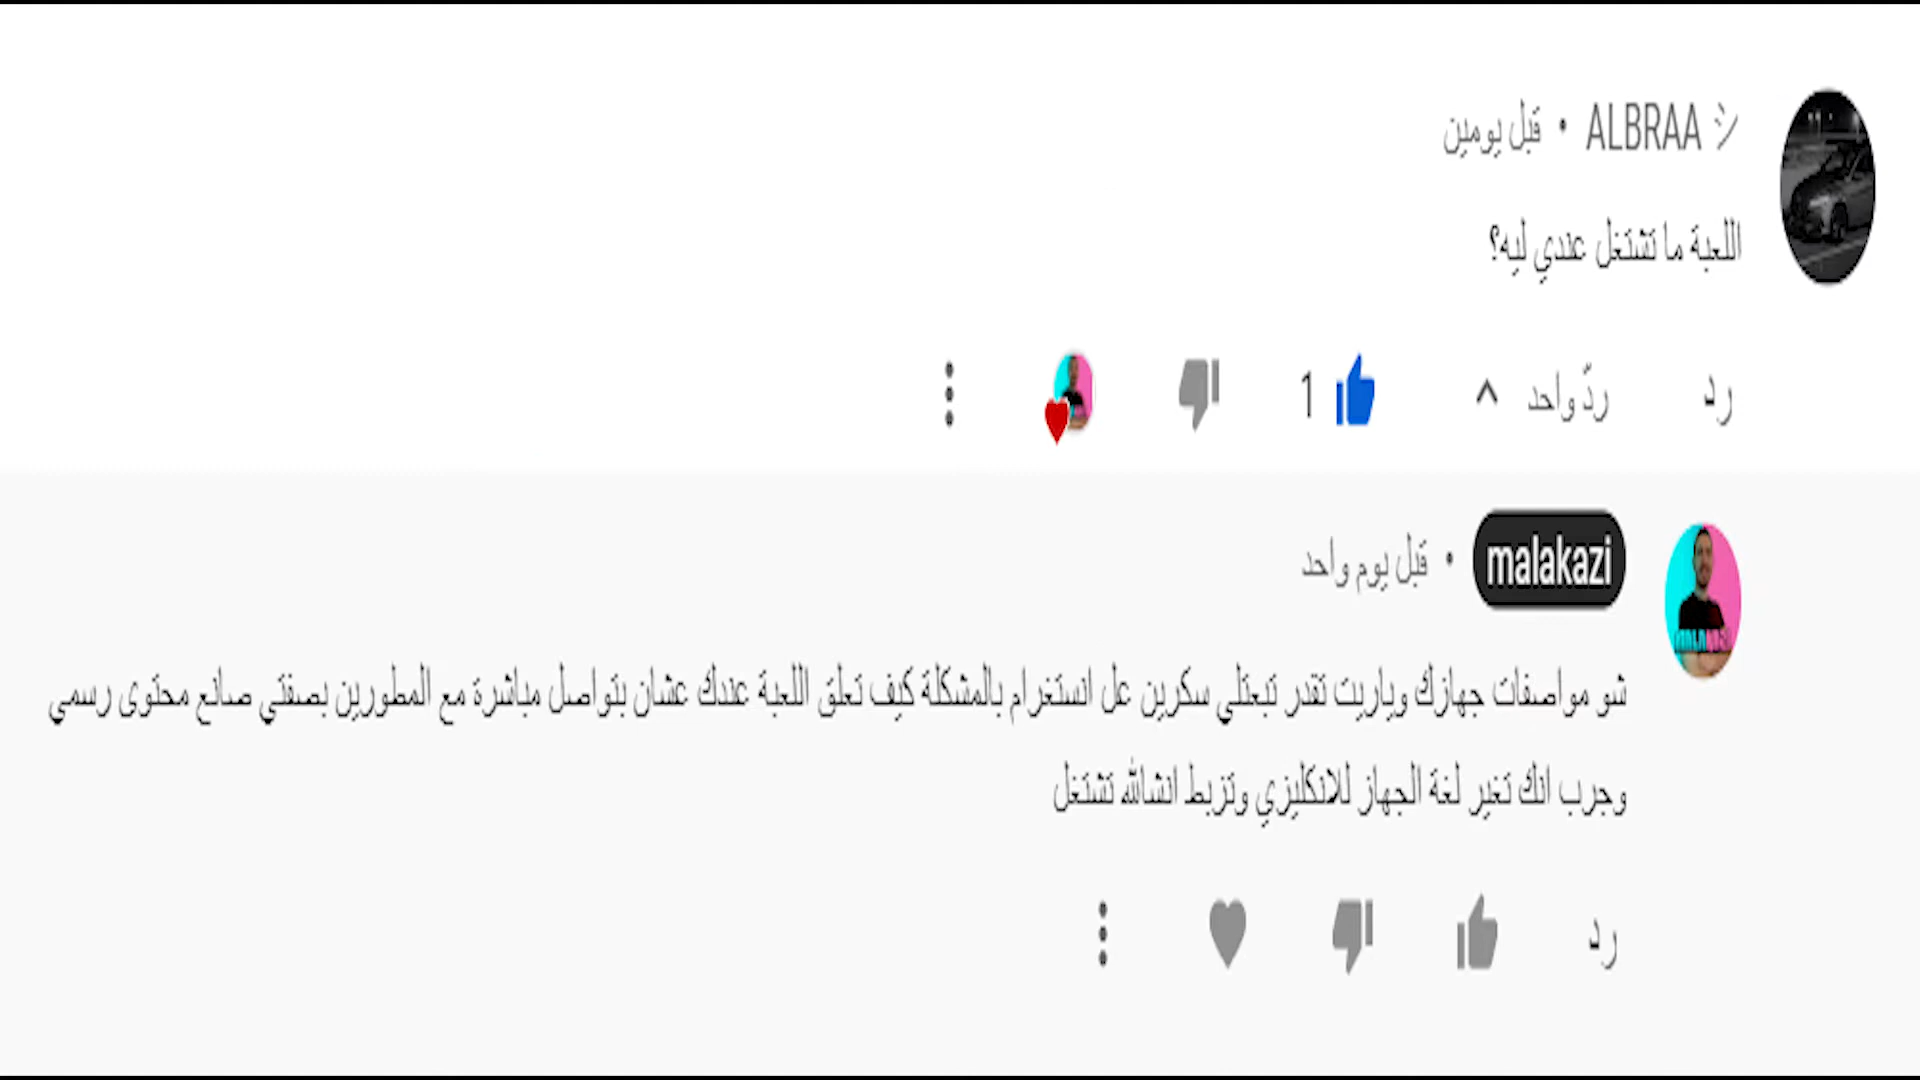 ALBRAA シ • قبل يومين
اللعبة ما تشتغل عندي ليه؟
رد ردّ واحد 1
malakazi • قبل يوم واحد
شو مواصفات جهازك وياريت تقدر تبعتلي سكرين عل انستغرام بالمشكلة كيف تعلق اللعبة عندك عشان بتواصل مباشرة مع المطورين بصفتي صانع محتوى رسمي
وجرب انك تغير لغة الجهاز للانكليزي وتزبط انشالله تشتغل
رد